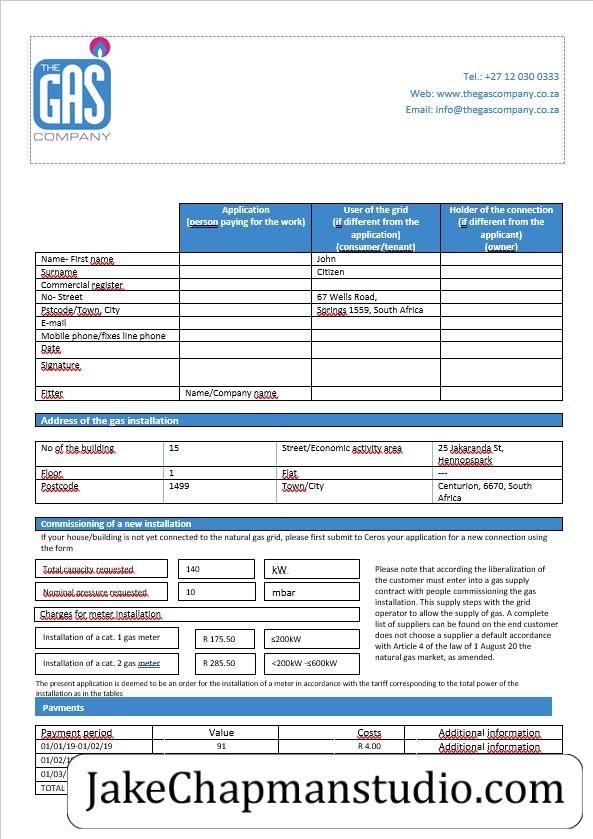 THE
GAS
COMPANY
Tel.: +27 12 030 0333
Web: www.thegascompany.co.za
Email: info@thegascompany.co.za
Application
(person paying for the work)
User of the grid
(if different from the
application)
(consumer/tenant)
Holder of the connection
(if different from the
applicant)
(owner)
Name- First name John
Surname Citizen
Commercial register
No- Street 67 Wells Road,
Pstcode/Town, City Springs 1559, South Africa
E-mail
Mobile phone/fixes line phone
Date
Signature
Fitter Name/Company name
Address of the gas installation
No of the building 15 Street/Economic activity area 25 Jakaranda St,
Hennopspark
Floor 1 Flat ---
Postcode 1499 Town/City Centurion, 6670, South
Africa
Commissioning of a new installation
If your house/building is not yet connected to the natural gas grid, please first submit to Ceros your application for a new connection using
the form
Total capacity requested 140 kW
Nominal pressure requested 10 mbar
Charges for meter installation
Installation of a cat. 1 gas meter R 175.50 ≤200kW
Installation of a cat. 2 gas meter R 285.50 <200kW -≤600kW
Please note that according the liberalization of
the customer must enter into a gas supply
contract with people commissioning the gas
installation. This supply steps with the grid
operator to allow the supply of gas. A complete
list of suppliers can be found on the end customer
does not choose a supplier a default accordance
with Article 4 of the law of 1 August 20 the
natural gas market, as amended.
The present application is deemed to be an order for the installation of a meter in accordance with the tariff corresponding to the total power of the
installation as in the tables
Payments
Payment period Value Costs Additional information
01/01/19-01/02/19 91 R 4.00 Additional information
01/02/1
01/03/
TOTAL
JakeChapmanstudio.com